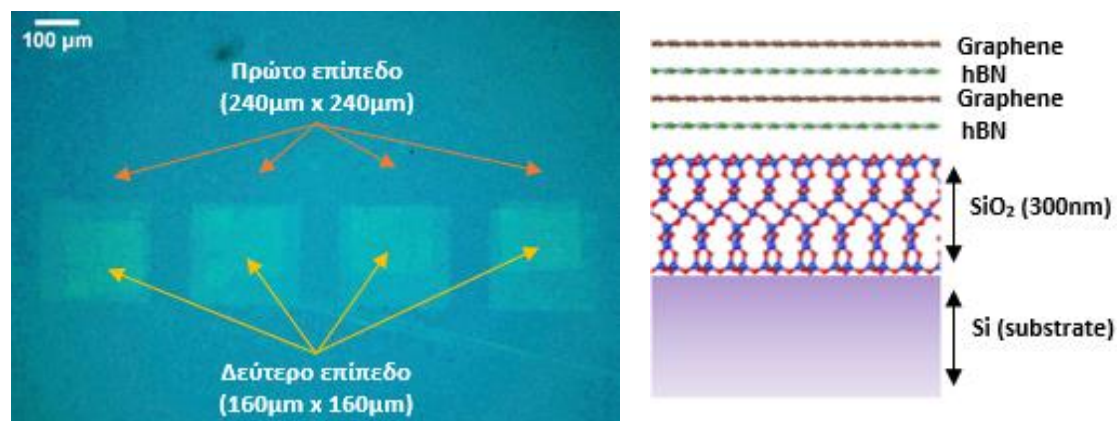 100 μm
Πρώτο επίπεδο
(240μm x 240μm)
Δεύτερο επίπεδο
(160μm x 160μm)
Graphene
hBN
Graphene
hBN
SiO₂ (300nm)
Si (substrate)